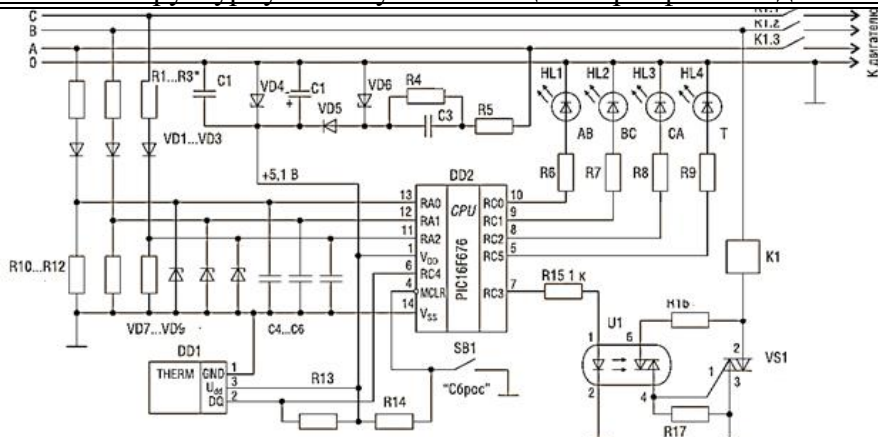 C
B
A
0
K1.2
K1.3
К двигателю
R1...R3*
C1
VD4
C1
+
VD6
VD5
R4
C3
R5
HL1
HL2
HL3
HL4
AB
BC
CA
T
VD1...VD3
+5,1 В
DD2
R6
R7
R8
R9
13 RA0 CPU RC0 10
12 RA1 RC1 9
11 RA2 RC2 8
1 VDD RC5 5
6 RC4
4 MCLR RC3 7
14 VSS
PIC16F676
R10...R12
K1
R15 1 к
R16
U1
1
6
2
4
VD7...VD9
C4...C6
DD1
THERM GND 1
Udd 3
DQ 2
R13
R14
SB1
"Сброс"
VS1
2
1
3
R17